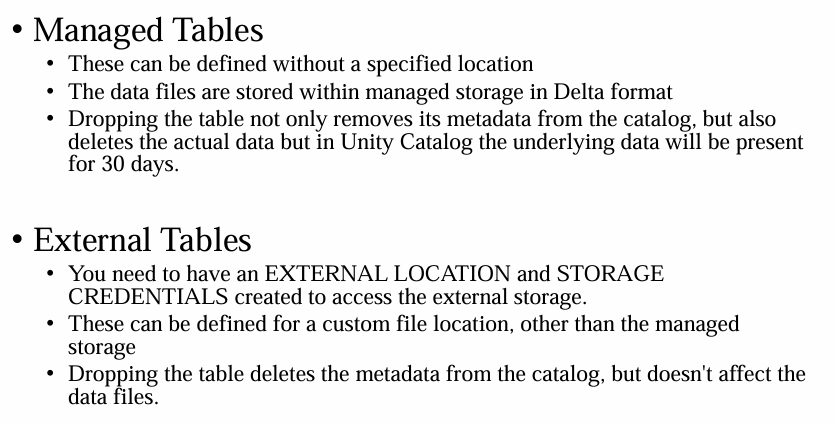 • Managed Tables
• These can be defined without a specified location
• The data files are stored within managed storage in Delta format
• Dropping the table not only removes its metadata from the catalog, but also
deletes the actual data but in Unity Catalog the underlying data will be present
for 30 days.
• External Tables
• You need to have an EXTERNAL LOCATION and STORAGE
CREDENTIALS created to access the external storage.
• These can be defined for a custom file location, other than the managed
storage
• Dropping the table deletes the metadata from the catalog, but doesn't affect the
data files.